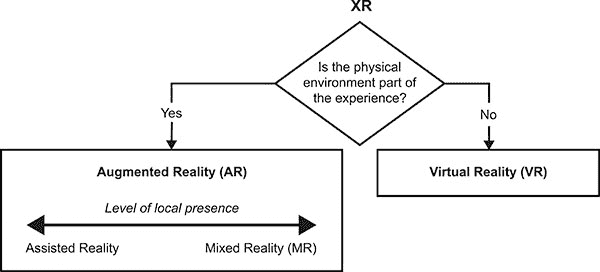 XR
Is the physical
environment part of
the experience?
Yes
No
Augmented Reality (AR)
Virtual Reality (VR)
Level of local presence
Assisted Reality
Mixed Reality (MR)